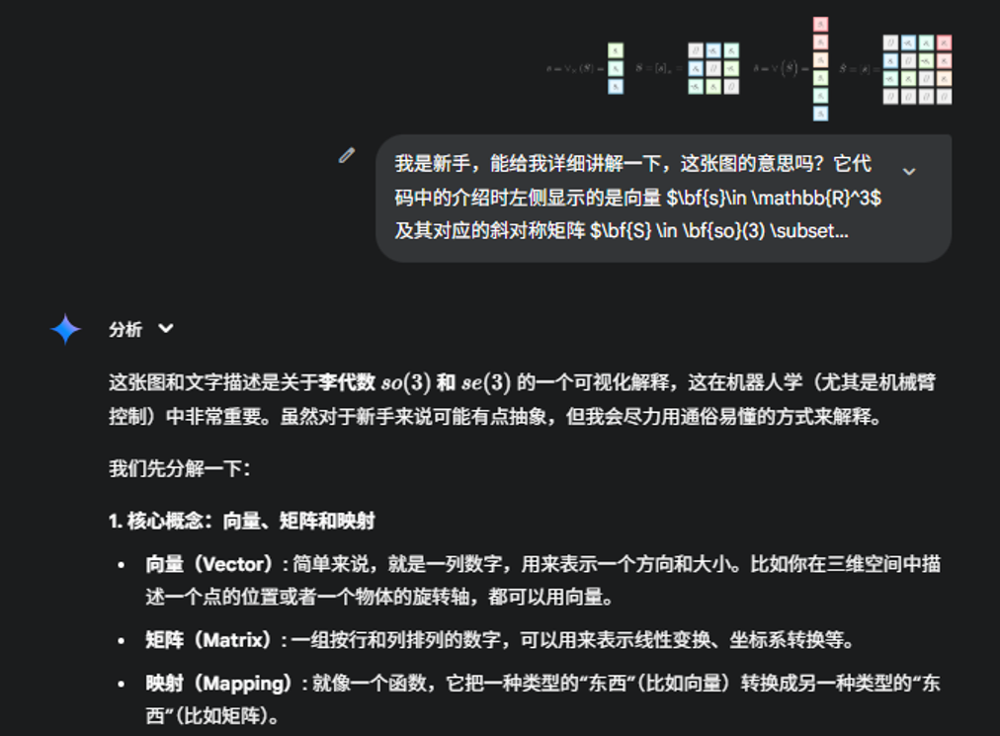 我是新手，能给我详细讲解一下，这张图的意思吗？它代
码中的介绍时左侧显示的是向量 $\bf{s}\in \mathbb{R}^3$
及其对应的斜对称矩阵 $\bf{S} \in \bf{so}(3) \subset...
分析
这张图和文字描述是关于李代数 so(3) 和 se(3) 的一个可视化解释，这在机器人学（尤其是机械臂
控制）中非常重要。虽然对于新手来说可能有点抽象，但我会尽力用通俗易懂的方式来解释。
我们先分解一下：
1. 核心概念：向量、矩阵和映射
• 向量（Vector）: 简单来说，就是一列数字，用来表示一个方向和大小。比如你在三维空间中描
述一个点的位置或者一个物体的旋转轴，都可以用向量。
• 矩阵（Matrix）: 一组按行和列排列的数字，可以用来表示线性变换、坐标系转换等。
• 映射（Mapping）: 就像一个函数，它把一种类型的“东西”（比如向量）转换成另一种类型的“东
西”（比如矩阵）。